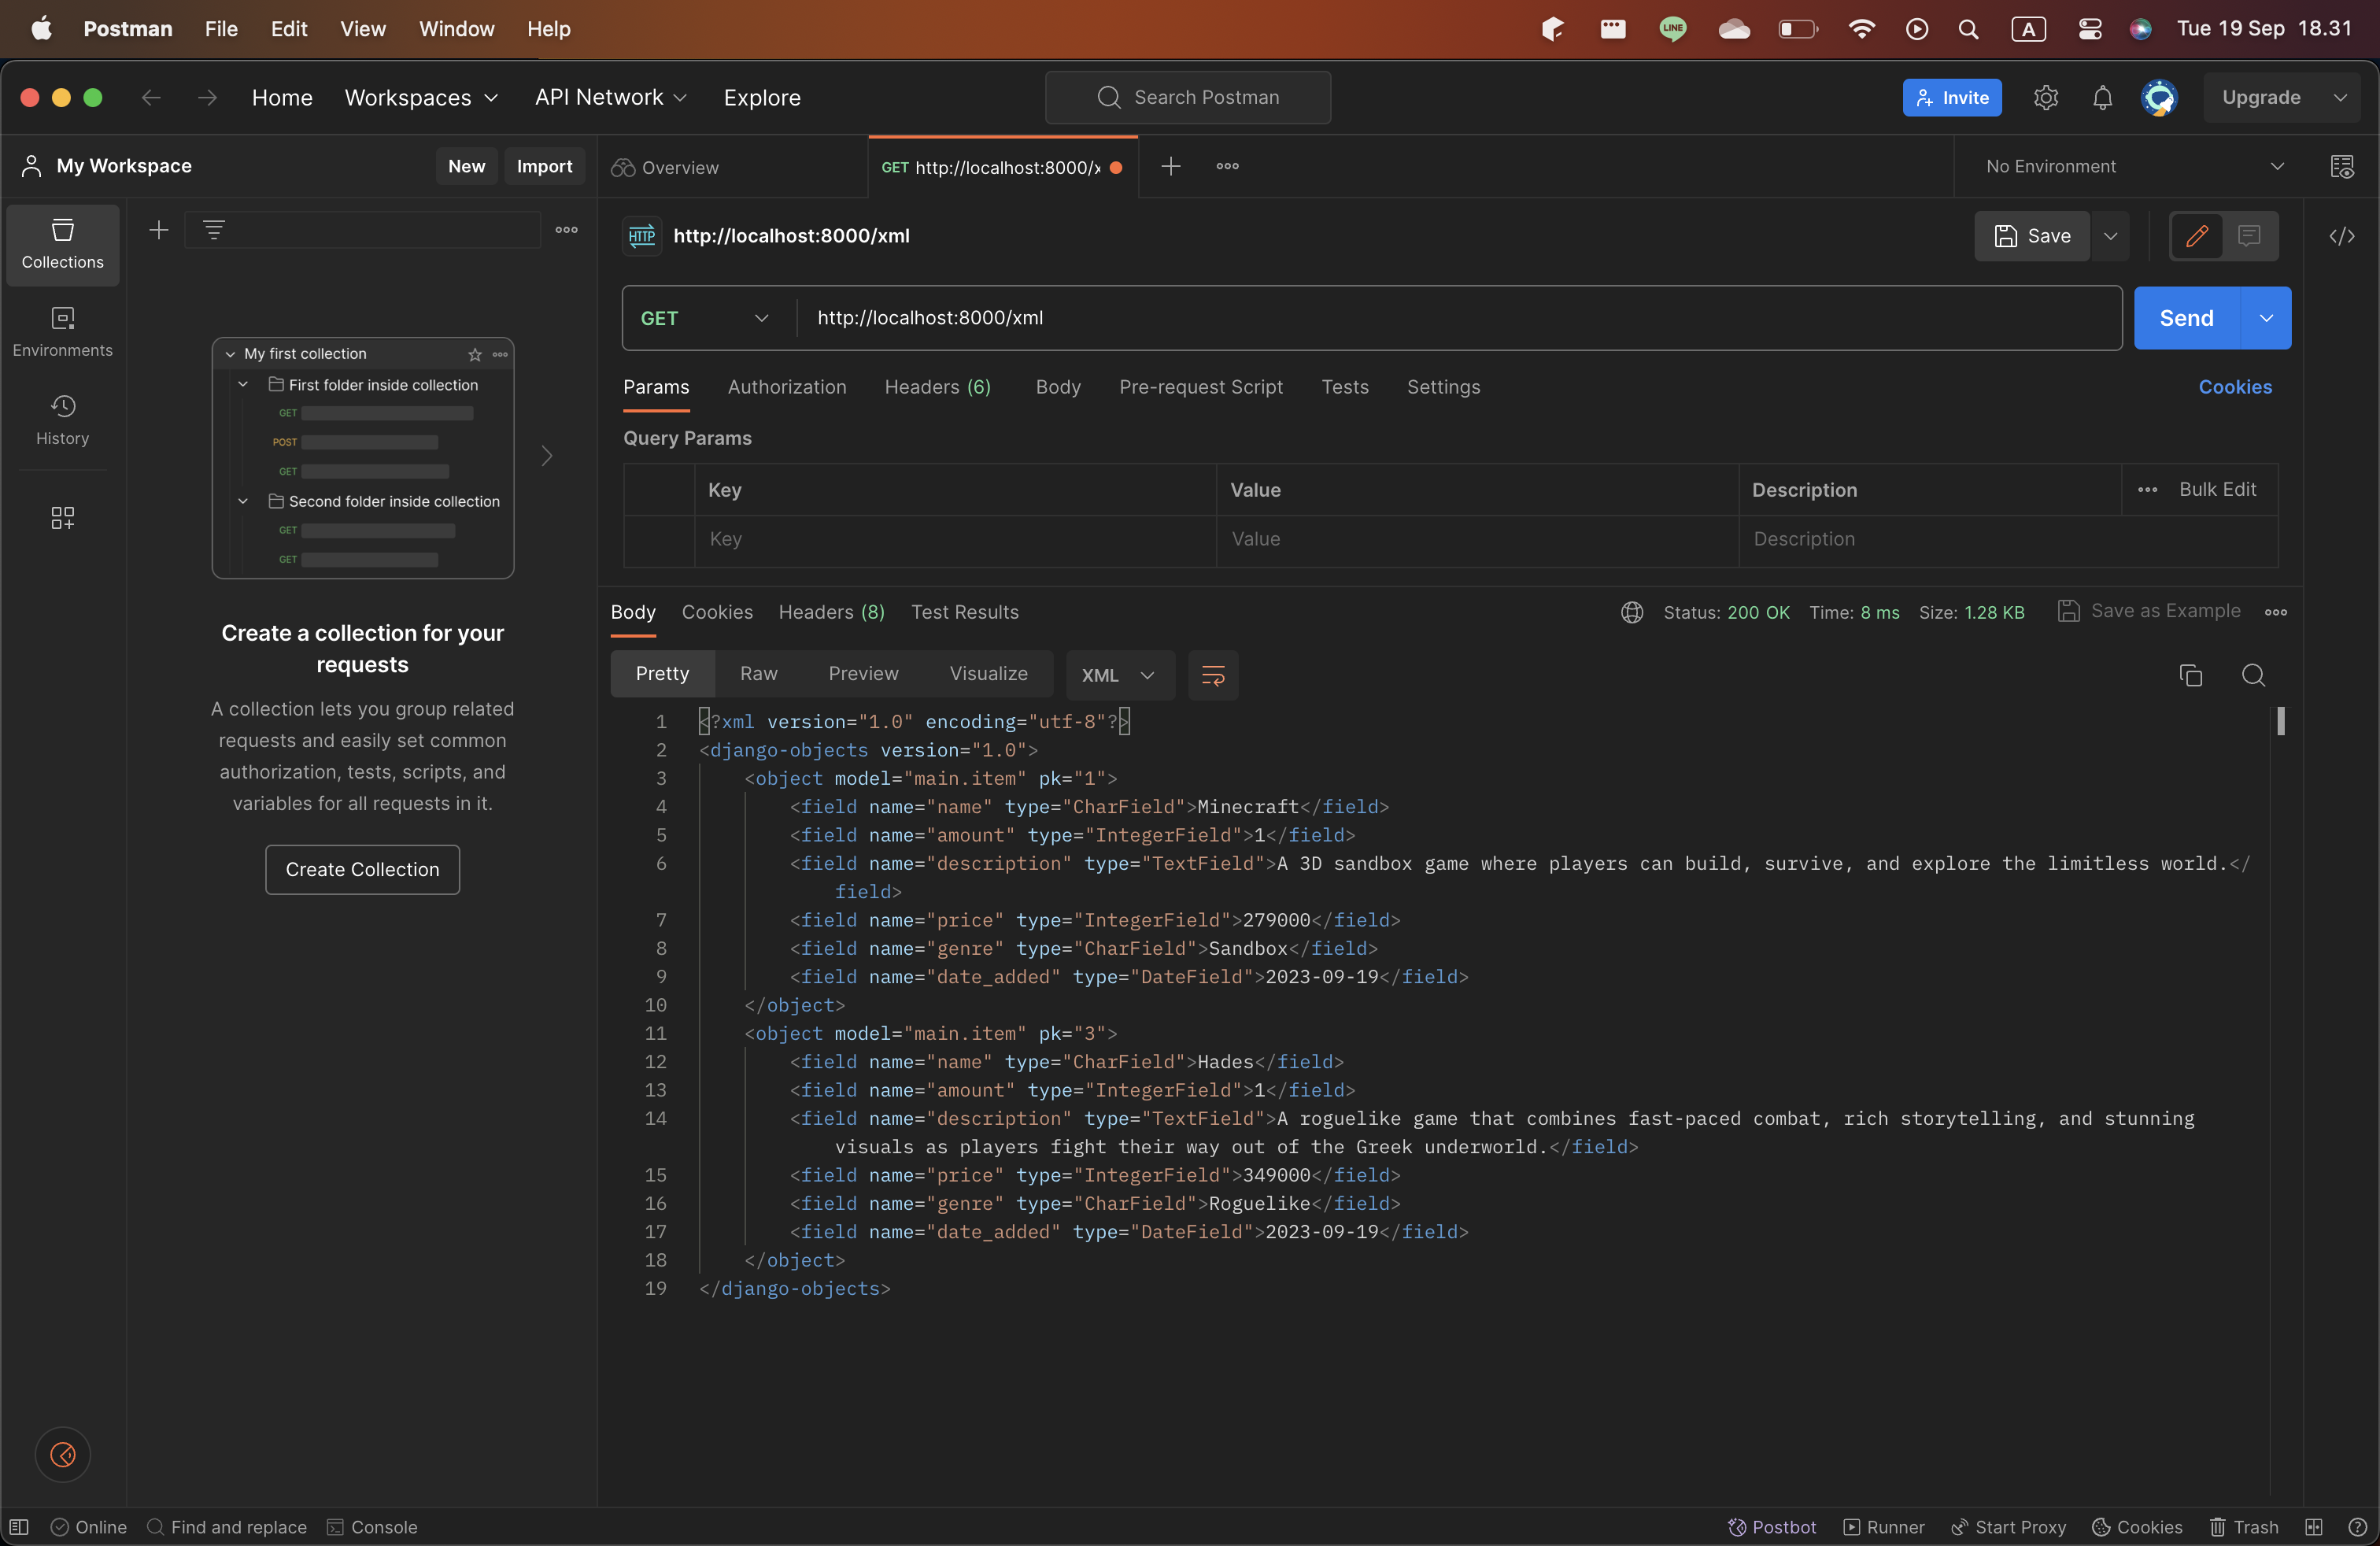 Postman File Edit View Window Help LINE A Tue 19 Sep 18.31
Home Workspaces API Network Explore Search Postman Invite Upgrade
My Workspace New Import Overview GET http://localhost:8000/x No Environment
Collections
Environments
History
My first collection
First folder inside collection
GET
POST
GET
Second folder inside collection
GET
GET
Create a collection for your
requests
A collection lets you group related
requests and easily set common
authorization, tests, scripts, and
variables for all requests in it.
Create Collection
HTTP http://localhost:8000/xml Save
GET http://localhost:8000/xml Send
Params Authorization Headers (6) Body Pre-request Script Tests Settings Cookies
Query Params
Key Value Description Bulk Edit
Key Value Description
Body Cookies Headers (8) Test Results Status: 200 OK Time: 8 ms Size: 1.28 KB Save as Example
Pretty Raw Preview Visualize XML
1 <?xml version="1.0" encoding="utf-8"?>
2 <django-objects version="1.0">
3 <object model="main.item" pk="1">
4 <field name="name" type="CharField">Minecraft</field>
5 <field name="amount" type="IntegerField">1</field>
6 <field name="description" type="TextField">A 3D sandbox game where players can build, survive, and explore the limitless world.</
field>
7 <field name="price" type="IntegerField">279000</field>
8 <field name="genre" type="CharField">Sandbox</field>
9 <field name="date_added" type="DateField">2023-09-19</field>
10 </object>
11 <object model="main.item" pk="3">
12 <field name="name" type="CharField">Hades</field>
13 <field name="amount" type="IntegerField">1</field>
14 <field name="description" type="TextField">A roguelike game that combines fast-paced combat, rich storytelling, and stunning
visuals as players fight their way out of the Greek underworld.</field>
15 <field name="price" type="IntegerField">349000</field>
16 <field name="genre" type="CharField">Roguelike</field>
17 <field name="date_added" type="DateField">2023-09-19</field>
18 </object>
19 </django-objects>
Online Find and replace Console Postbot Runner Start Proxy Cookies Trash